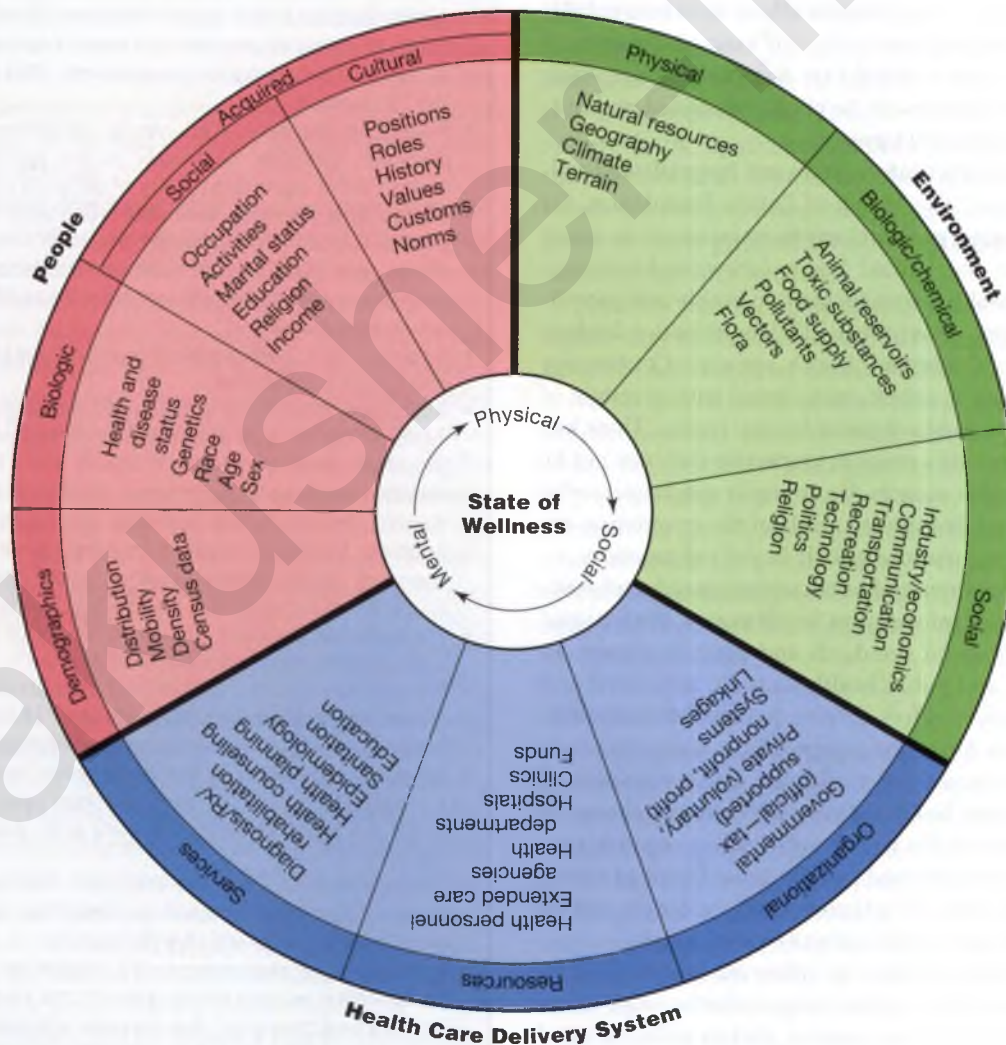 People
Acquired
Cultural
Positions
Roles
History
Values
Customs
Norms
Social
Occupation
Activities
Marital status
Education
Religion
Income
Biologic
Health and
disease
status
Genetics
Race
Age
Sex
Demographics
Distribution
Mobility
Density
Census data
Environment
Physical
Natural resources
Geography
Climate
Terrain
Biologic/chemical
Animal reservoirs
Toxic substances
Food supply
Pollutants
Vectors
Flora
Social
Industry/economics
Communication
Transportation
Recreation
Technology
Politics
Religion
Health Care Delivery System
Organizational
Governmental
(official—tax
supported)
Private (voluntary,
nonprofit, profit)
Systems
Linkages
Resources
Health personnel
Extended care
agencies
Health
departments
Hospitals
Clinics
Funds
Services
Diagnosis/Rx/
rehabilitation
Health counseling
Health planning
Epidemiology
Sanitation
Education
State of
Wellness
Physical
Social
Mental